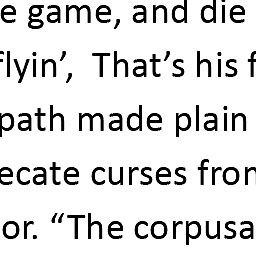 e game, and die
flyin’,  That’s his f
path made plain
ecate curses from
or. “The corpusa